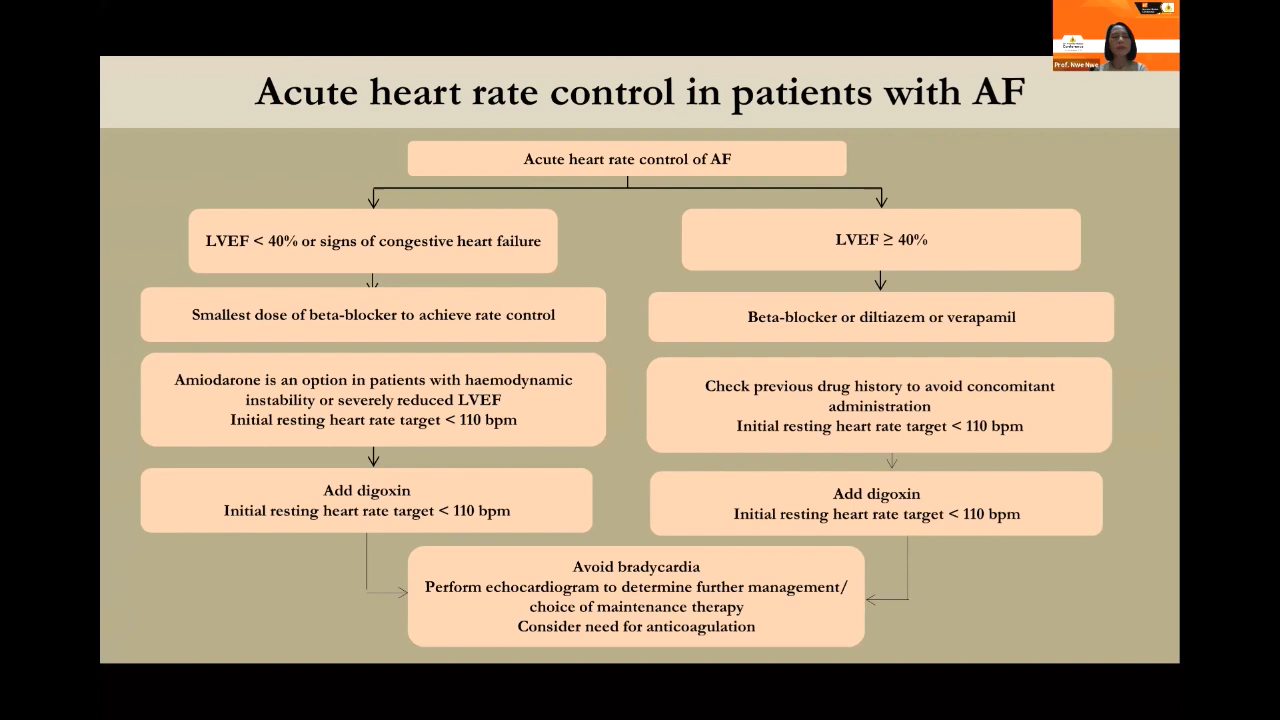 Acute heart rate control in patients with AF
Acute heart rate control of AF
LVEF < 40% or signs of congestive heart failure
LVEF ≥ 40%
Smallest dose of beta-blocker to achieve rate control
Beta-blocker or diltiazem or verapamil
Amiodarone is an option in patients with haemodynamic
instability or severely reduced LVEF
Initial resting heart rate target < 110 bpm
Check previous drug history to avoid concomitant
administration
Initial resting heart rate target < 110 bpm
Add digoxin
Initial resting heart rate target < 110 bpm
Add digoxin
Initial resting heart rate target < 110 bpm
Avoid bradycardia
Perform echocardiogram to determine further management/
choice of maintenance therapy
Consider need for anticoagulation
Conference
Prof. Nwe Nwe